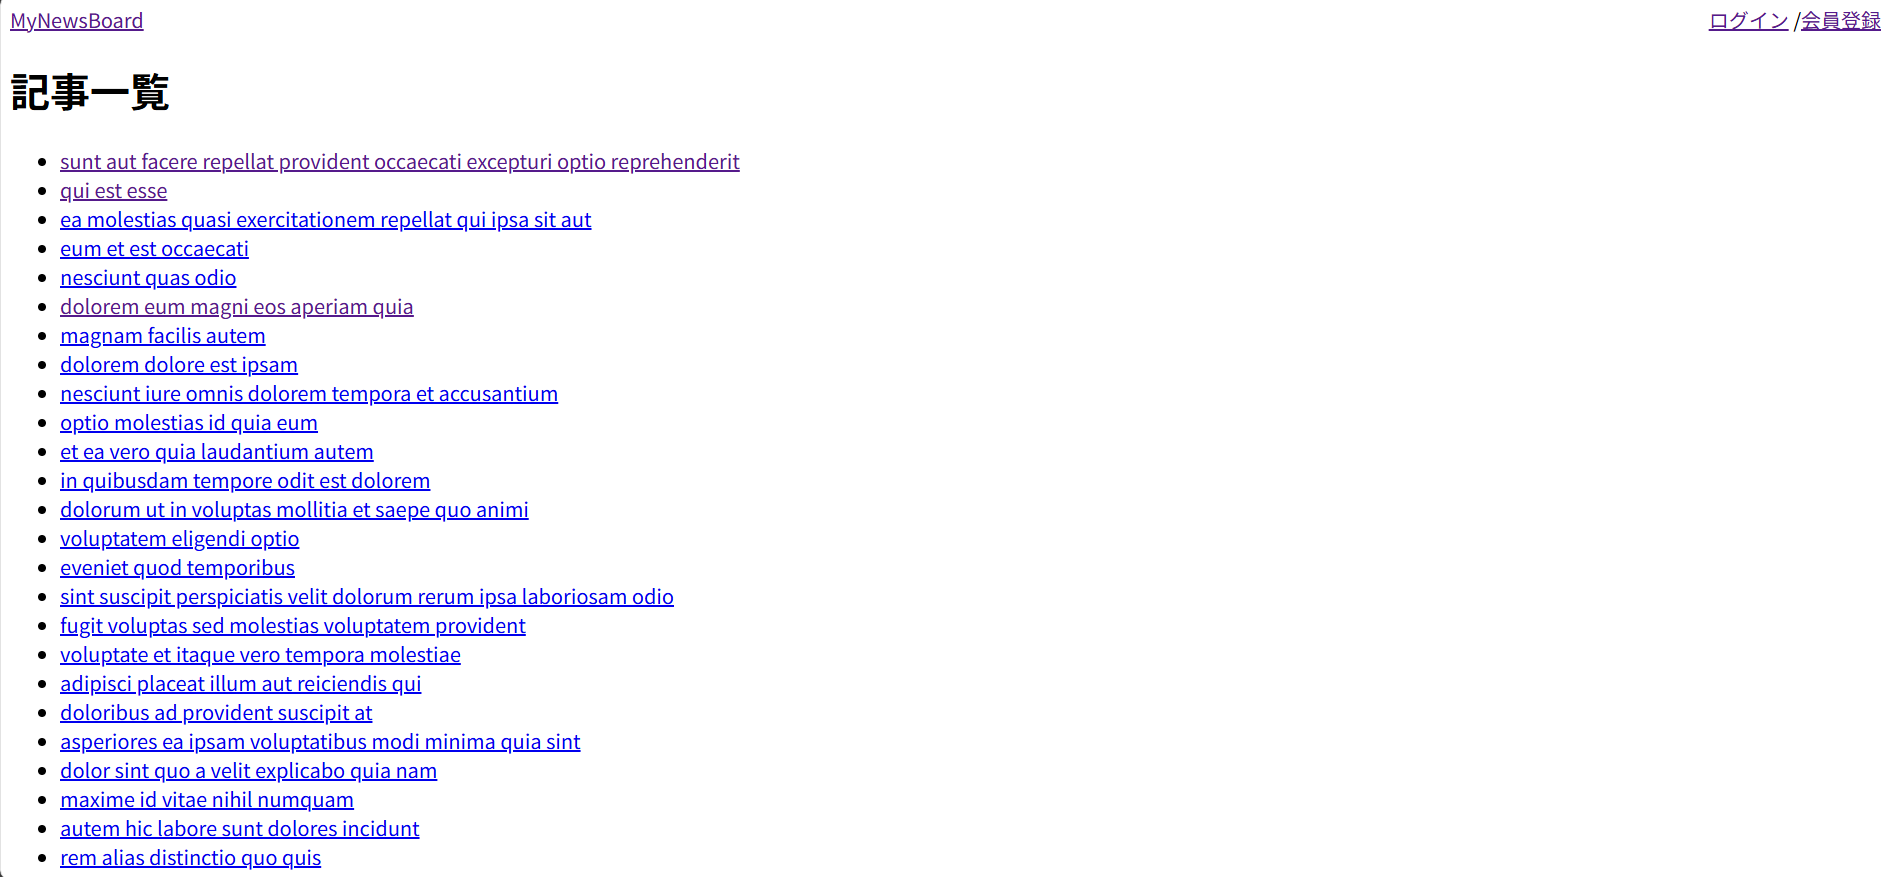 MyNewsBoard
ログイン /会員登録
記事一覧
sunt aut facere repellat provident occaecati excepturi optio reprehenderit
qui est esse
ea molestias quasi exercitationem repellat qui ipsa sit aut
eum et est occaecati
nesciunt quas odio
dolorem eum magni eos aperiam quia
magnam facilis autem
dolorem dolore est ipsam
nesciunt iure omnis dolorem tempora et accusantium
optio molestias id quia eum
et ea vero quia laudantium autem
in quibusdam tempore odit est dolorem
dolorum ut in voluptas mollitia et saepe quo animi
voluptatem eligendi optio
eveniet quod temporibus
sint suscipit perspiciatis velit dolorum rerum ipsa laboriosam odio
fugit voluptas sed molestias voluptatem provident
voluptate et itaque vero tempora molestiae
adipisci placeat illum aut reiciendis qui
doloribus ad provident suscipit at
asperiores ea ipsam voluptatibus modi minima quia sint
dolor sint quo a velit explicabo quia nam
maxime id vitae nihil numquam
autem hic labore sunt dolores incidunt
rem alias distinctio quo quis